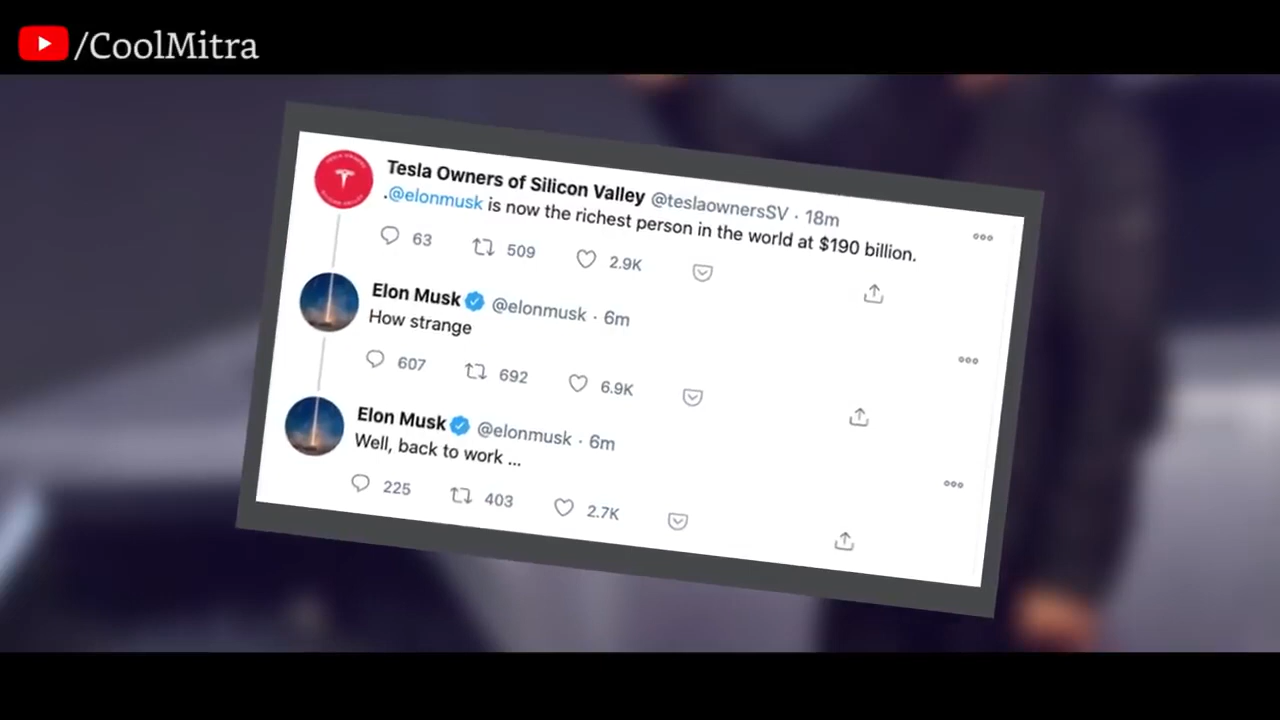 /CoolMitra
Tesla Owners of Silicon Valley @teslaownersSV · 18m
.@elonmusk is now the richest person in the world at $190 billion.
63 509 2.9K
Elon Musk @elonmusk · 6m
How strange
607 692 6.9K
Elon Musk @elonmusk · 6m
Well, back to work ...
225 403 2.7K